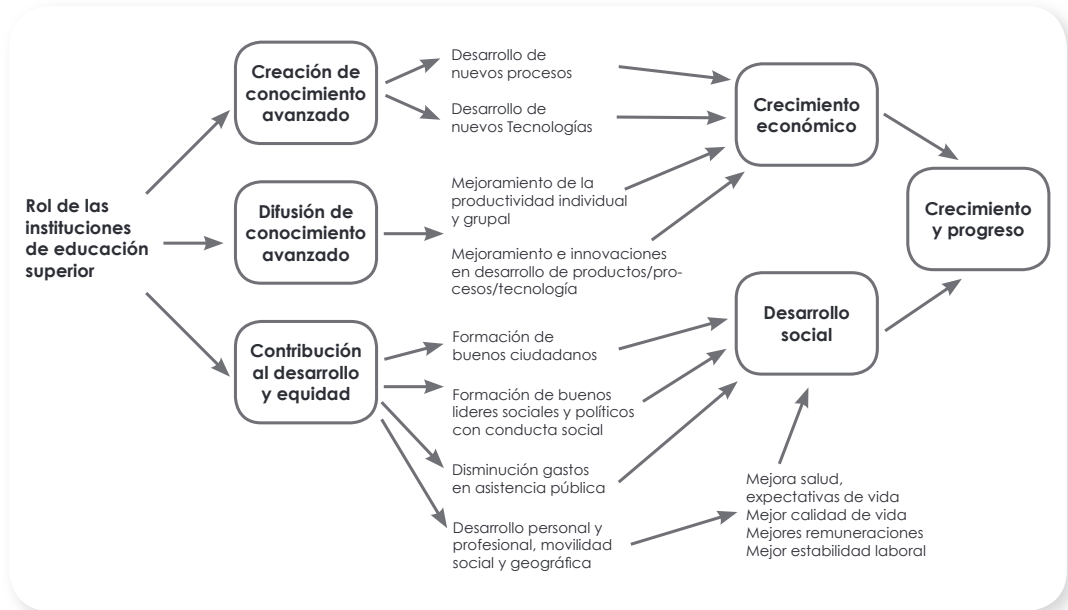 Rol de las
instituciones
de educación
superior
Creación de
conocimiento
avanzado
Difusión de
conocimiento
avanzado
Contribución
al desarrollo
y equidad
Desarrollo de
nuevos procesos
Desarrollo de
nuevos Tecnologías
Mejoramiento de la
productividad individual
y grupal
Mejoramiento e innovaciones
en desarrollo de productos/pro-
cesos/tecnología
Formación de
buenos ciudadanos
Formación de buenos
lideres sociales y políticos
con conducta social
Disminución gastos
en asistencia pública
Desarrollo personal y
profesional, movilidad
social y geográfica
Crecimiento
económico
Desarrollo
social
Mejora salud,
expectativas de vida
Mejor calidad de vida
Mejores remuneraciones
Mejor estabilidad laboral
Crecimiento
y progreso